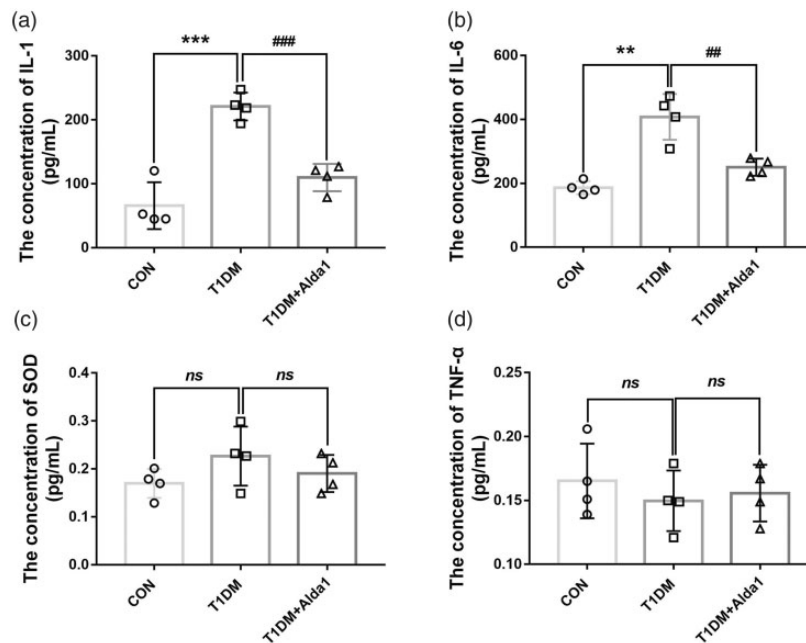 (a)
The concentration of IL-1
(pg/mL)
300
200
100
0
***
###
CON
T1DM
T1DM+Alda1
(b)
The concentration of IL-6
(pg/mL)
600
400
200
0
**
##
CON
T1DM
T1DM+Alda1
(c)
The concentration of SOD
(pg/mL)
0.4
0.3
0.2
0.1
0.0
ns
ns
CON
T1DM
T1DM+Alda1
(d)
The concentration of TNF-α
(pg/mL)
0.25
0.20
0.15
0.10
ns
ns
CON
T1DM
T1DM+Alda1